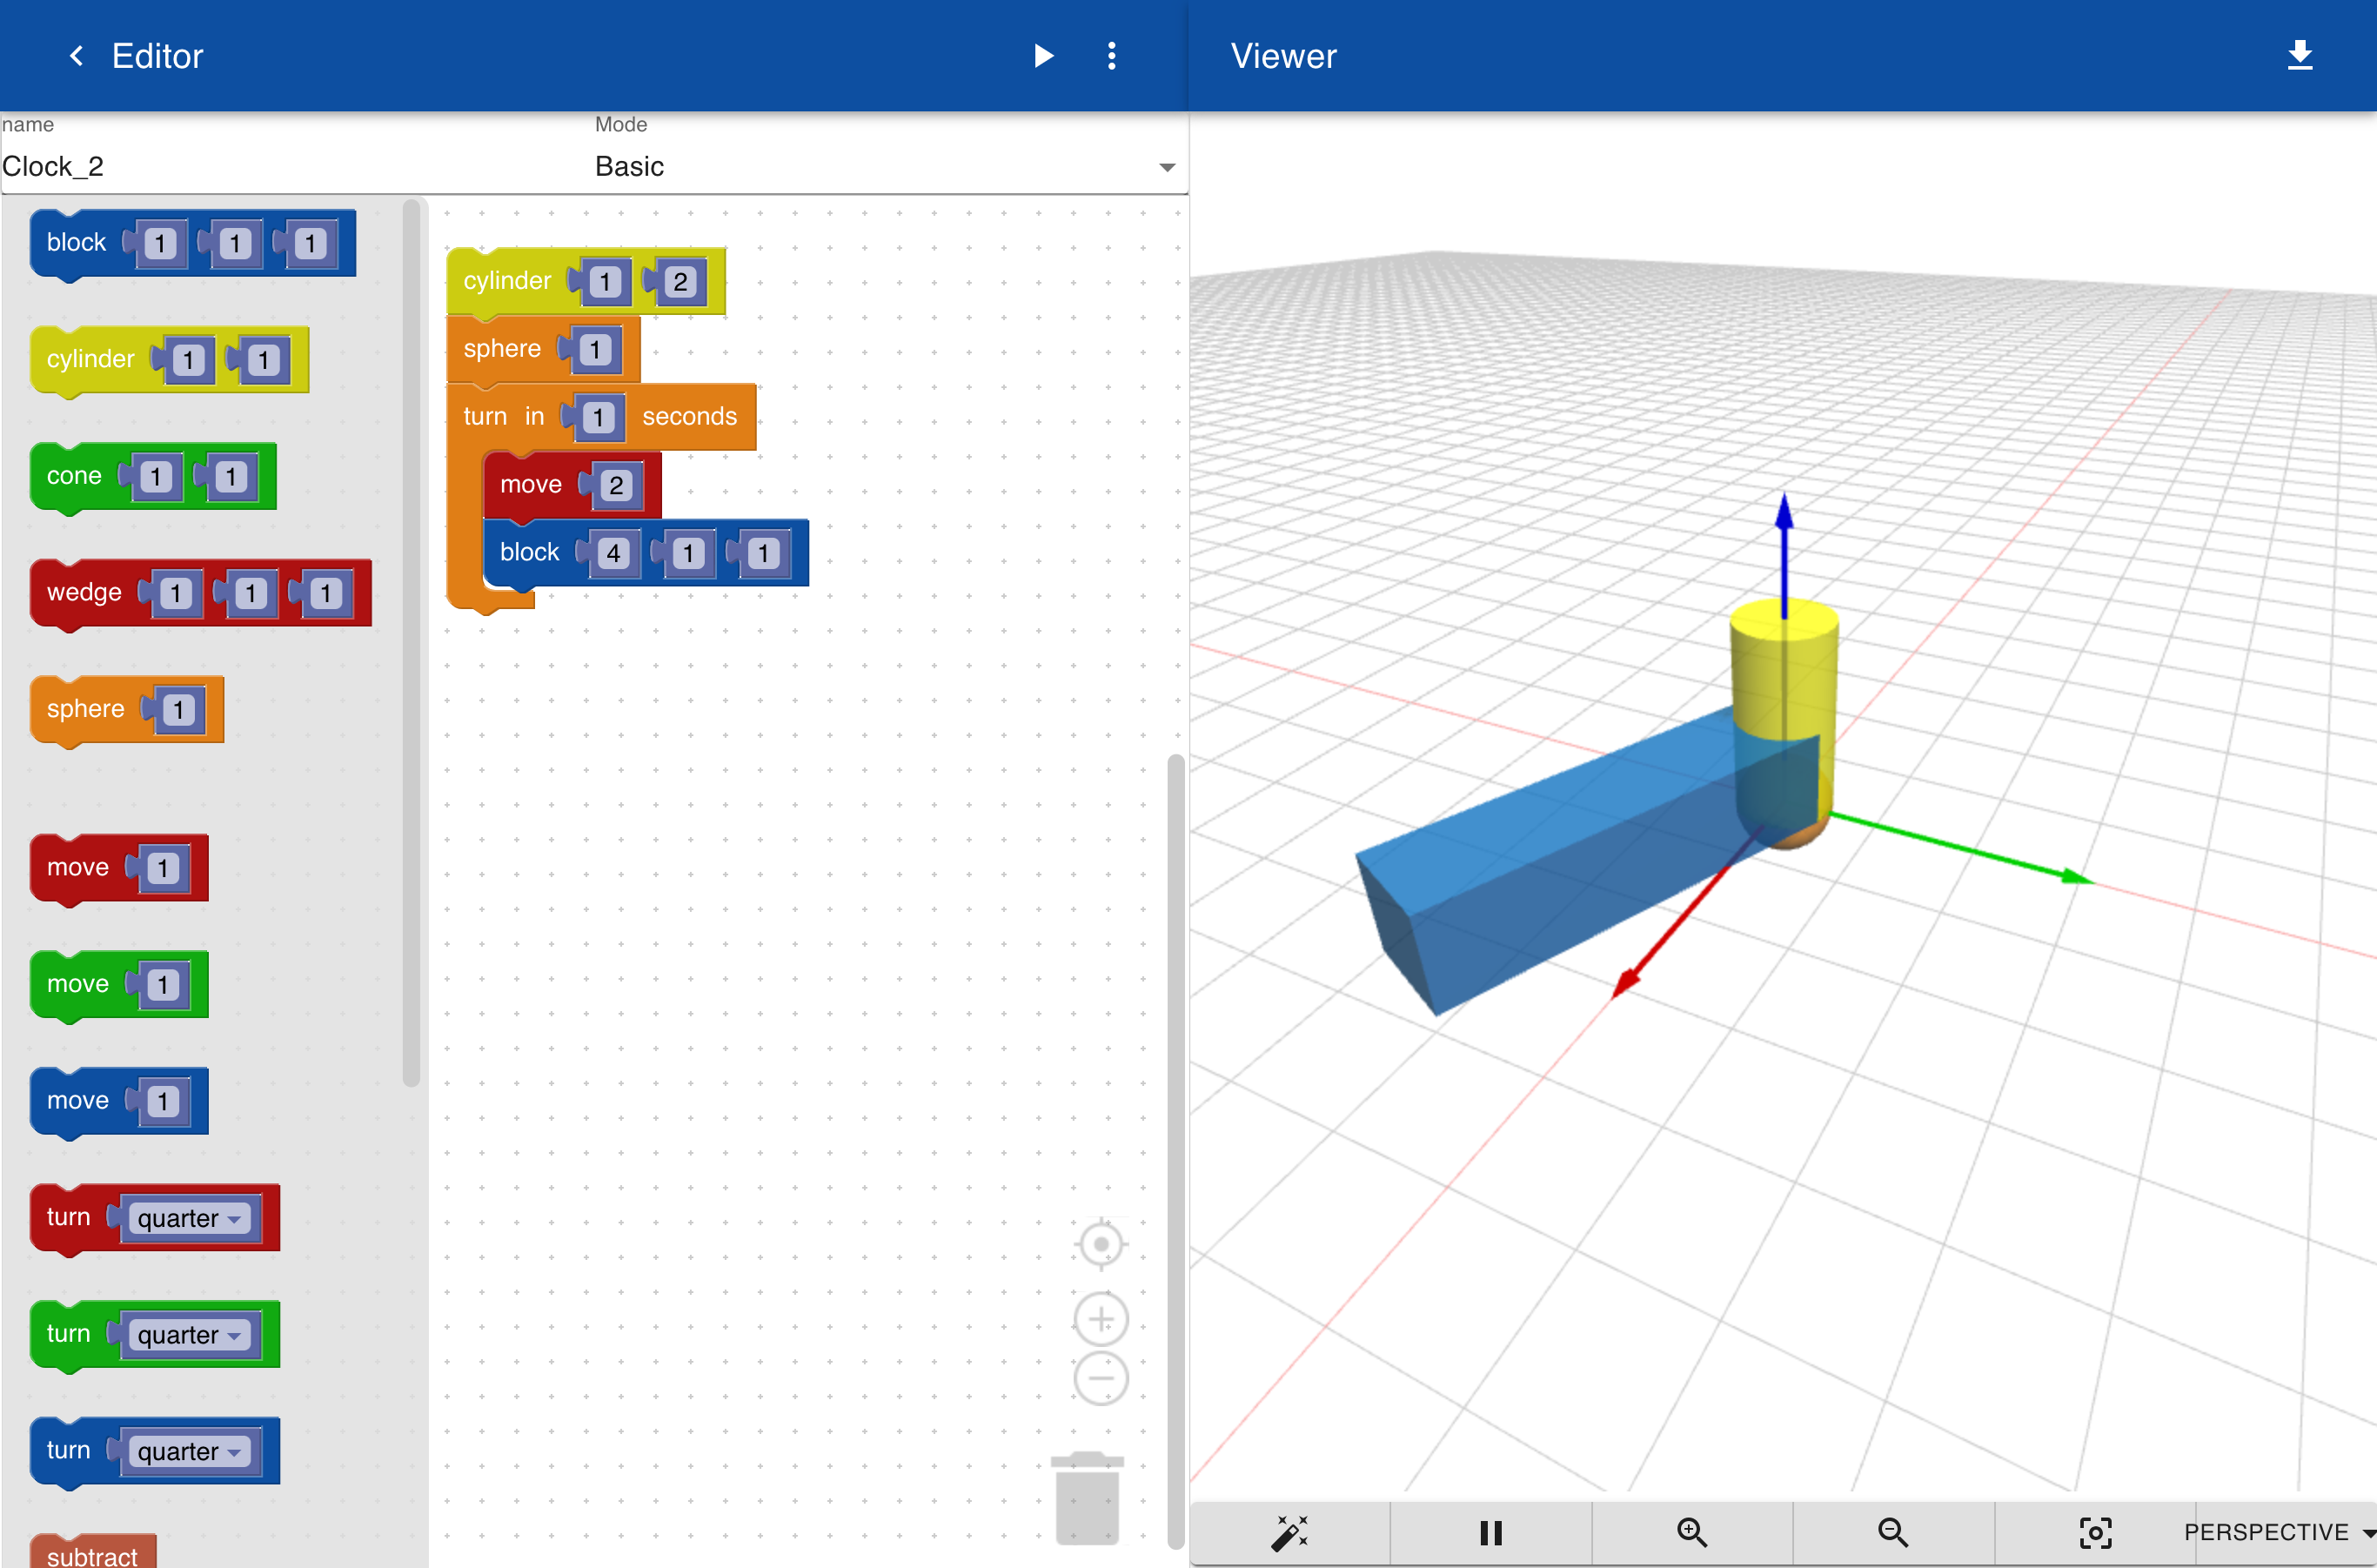 Editor
Viewer
name
Mode
Clock_2
Basic
block 1 1 1
cylinder 1 1
cone 1 1
wedge 1 1 1
sphere 1
move 1
move 1
move 1
turn quarter
turn quarter
turn quarter
subtract
cylinder 1 2
sphere 1
turn in 1 seconds
move 2
block 4 1 1
PERSPECTIVE